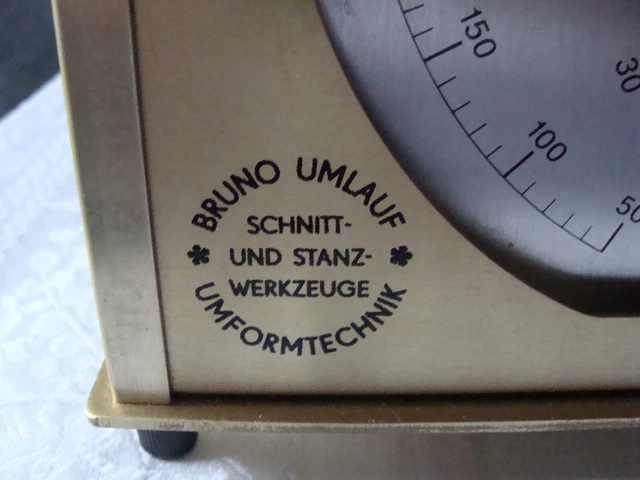 BRUNO UMLAUF
SCHNITT-
UND STANZ-
WERKZEUGE
UMFORMTECHNIK
150
100
50
30